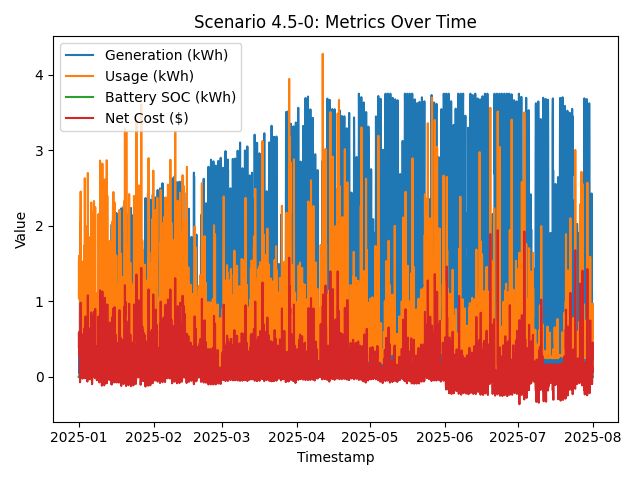 Scenario 4.5-0: Metrics Over Time
Generation (kWh)
Usage (kWh)
Battery SOC (kWh)
Net Cost ($)
4
3
2
1
0
Value
2025-01 2025-02 2025-03 2025-04 2025-05 2025-06 2025-07 2025-08
Timestamp